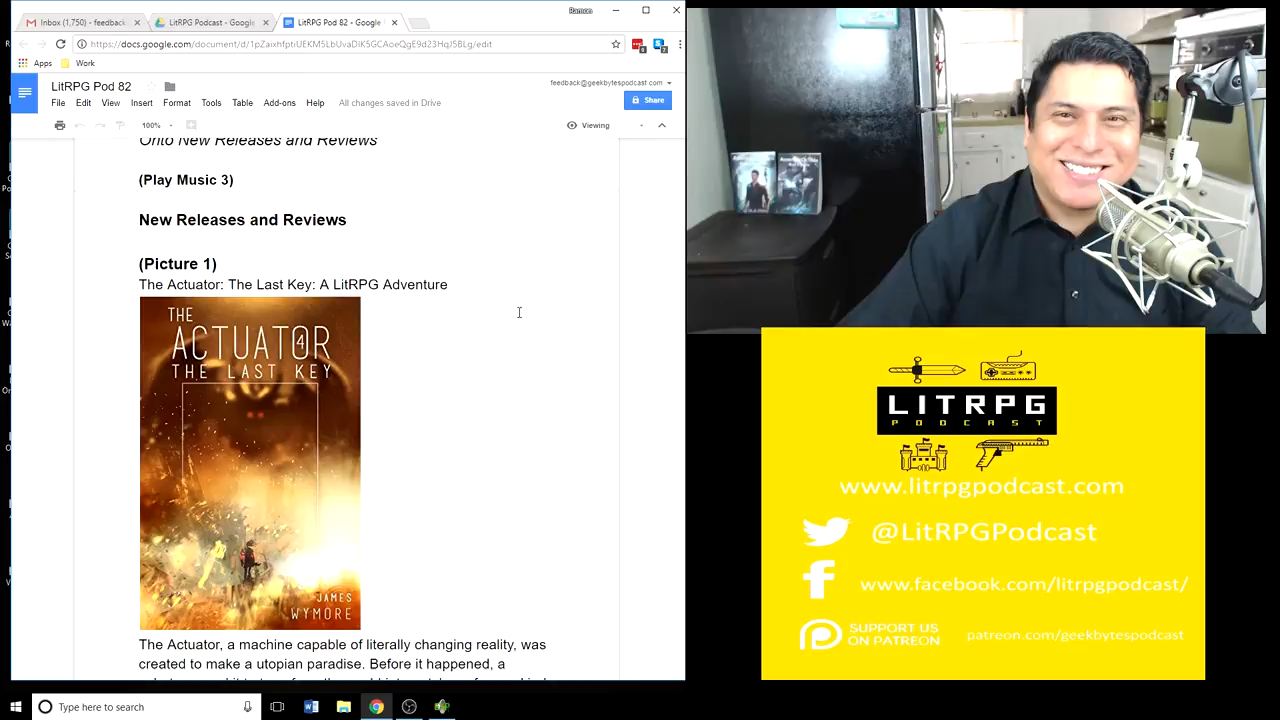 Ramon
Inbox (1,750) - feedback
LitRPG Podcast - Google
LitRPG Pod 82 - Google
https://docs.google.com/document/d/1pZaixhfptiUEKM5LbUvaDIK5GCAoeQgE9d23HqJ5BLg/edit
Apps
Work
LitRPG Pod 82
feedback@geekbytespodcast.com
File Edit View Insert Format Tools Table Add-ons Help All changes saved in Drive
Share
100%
Viewing
Onto New Releases and Reviews
(Play Music 3)
New Releases and Reviews
(Picture 1)
The Actuator: The Last Key: A LitRPG Adventure
THE
ACTUATOR
4
THE LAST KEY
JAMES
WYMORE
The Actuator, a machine capable of literally changing reality, was
created to make a utopian paradise. Before it happened, a
LITRPG
PODCAST
www.litrpgpodcast.com
@LitRPGPodcast
www.facebook.com/litrpgpodcast/
SUPPORT US
ON PATREON
patreon.com/geekbytespodcast
Type here to search